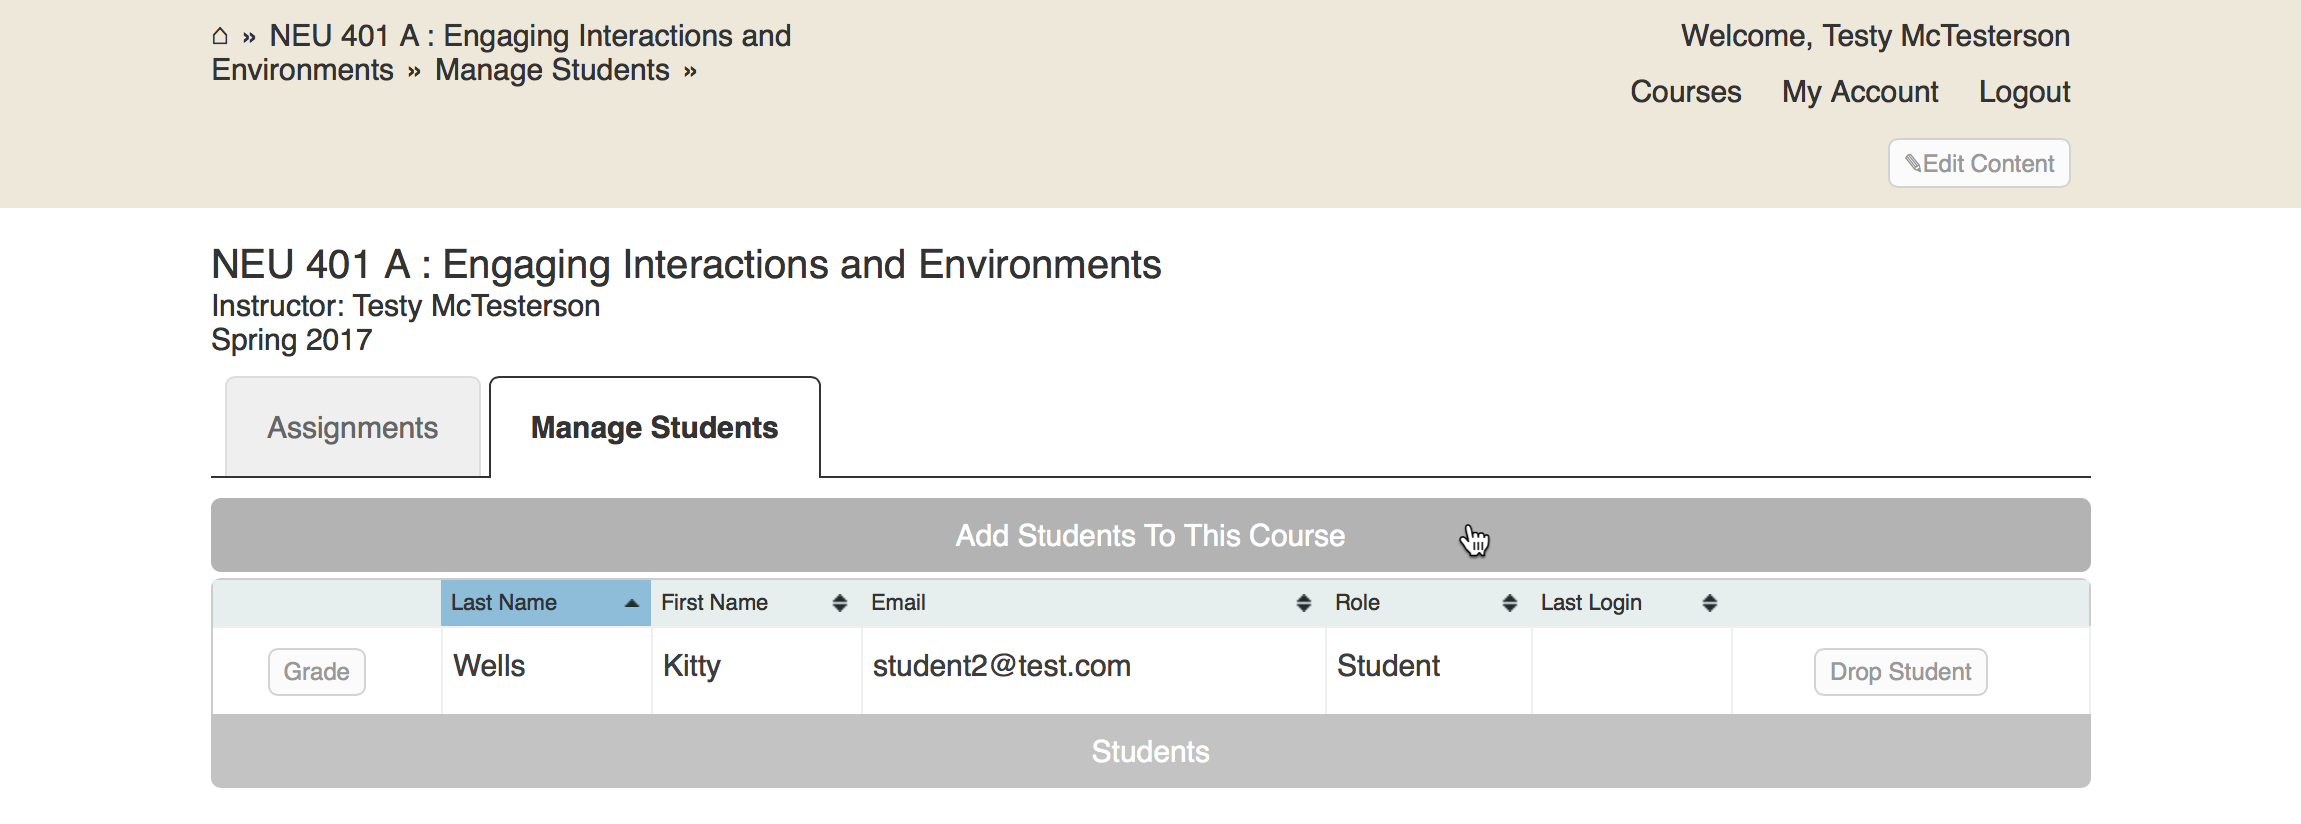 ⌂ » NEU 401 A : Engaging Interactions and
Environments » Manage Students »
Welcome, Testy McTesterson
Courses My Account Logout
✎Edit Content
NEU 401 A : Engaging Interactions and Environments
Instructor: Testy McTesterson
Spring 2017
Assignments Manage Students
Add Students To This Course
Last Name First Name Email Role Last Login
Grade Wells Kitty student2@test.com Student Drop Student
Students